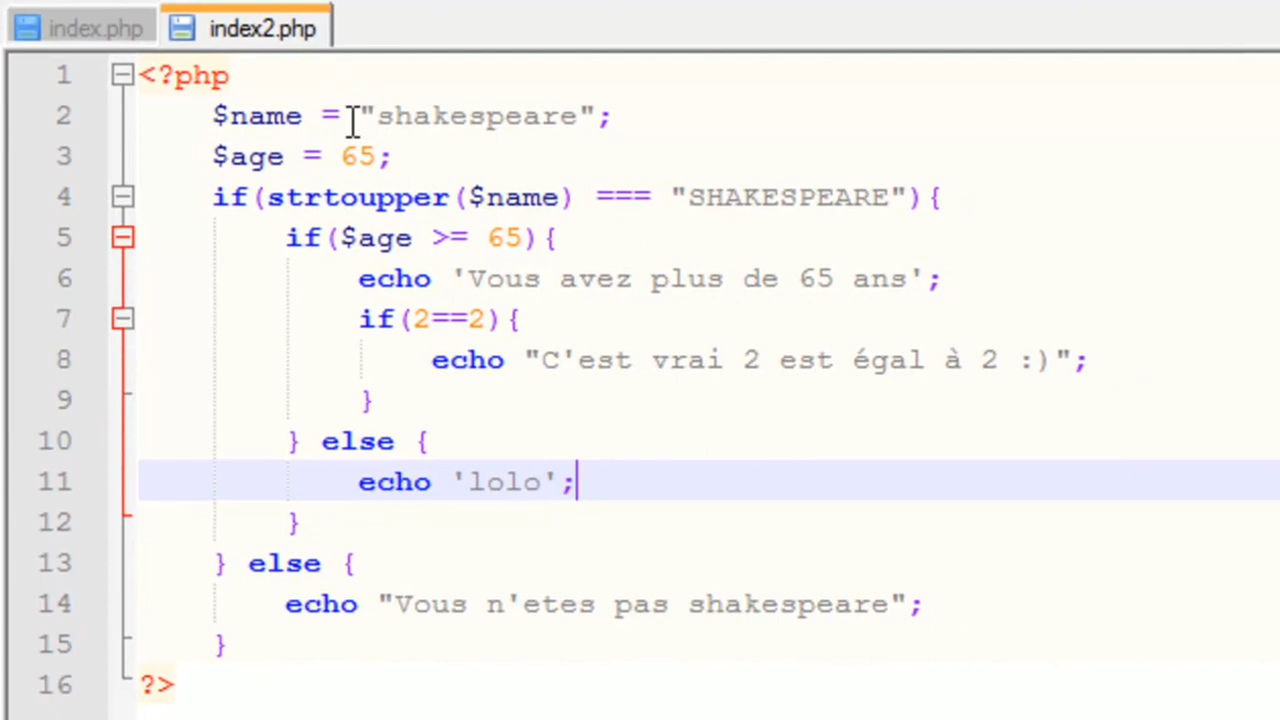 index.php index2.php
1 <?php
2 $name = "shakespeare";
3 $age = 65;
4 if(strtoupper($name) === "SHAKESPEARE"){
5 if($age >= 65){
6 echo 'Vous avez plus de 65 ans';
7 if(2==2){
8 echo "C'est vrai 2 est égal à 2 :)";
9 }
10 } else {
11 echo 'lolo';
12 }
13 } else {
14 echo "Vous n'etes pas shakespeare";
15 }
16 ?>